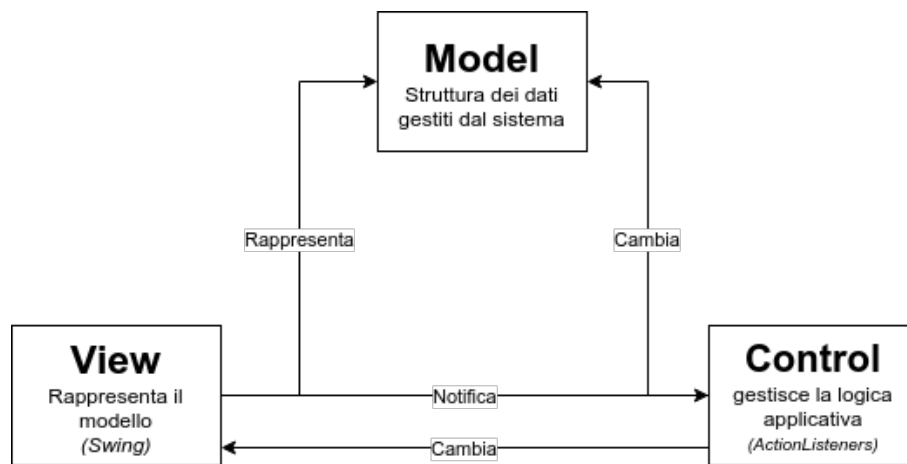 Model
Struttura dei dati
gestiti dal sistema
Rappresenta
Cambia
View
Rappresenta il
modello
(Swing)
Notifica
Cambia
Control
gestisce la logica
applicativa
(ActionListeners)